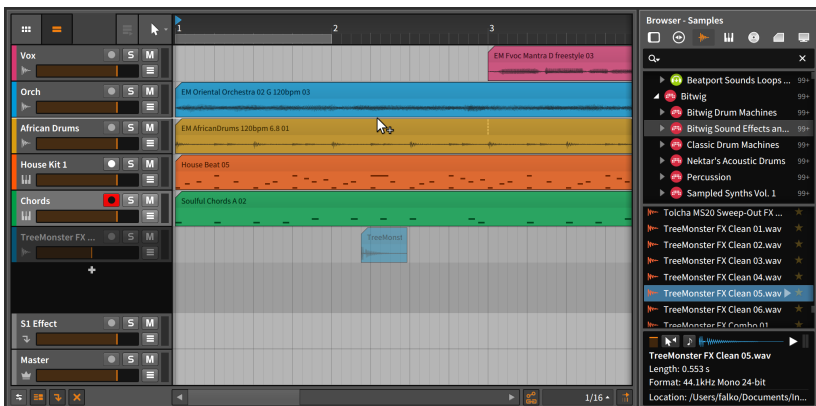 1
2
3
Vox S M
EM Fvoc Mantra D freestyle 03
Orch S M
EM Oriental Orchestra 02 G 120bpm 03
African Drums S M
EM AfricanDrums 120bpm 6.8 01
House Kit 1 S M
House Beat 05
Chords S M
Soulful Chords A 02
TreeMonster FX ... S M
TreeMonst
+
S1 Effect S M
Master S M
1/16
Browser - Samples
Beatport Sounds Loops ... 99+
Bitwig 99+
Bitwig Drum Machines 99+
Bitwig Sound Effects an... 99+
Classic Drum Machines 99+
Nektar's Acoustic Drums 99+
Percussion 99+
Sampled Synths Vol. 1 99+
Tolcha MS20 Sweep-Out FX ...
TreeMonster FX Clean 01.wav
TreeMonster FX Clean 02.wav
TreeMonster FX Clean 03.wav
TreeMonster FX Clean 04.wav
TreeMonster FX Clean 05.wav
TreeMonster FX Clean 06.wav
TreeMonster FX Combo 01
TreeMonster FX Clean 05.wav
Length: 0.553 s
Format: 44.1kHz Mono 24-bit
Location: /Users/falko/Documents/In...